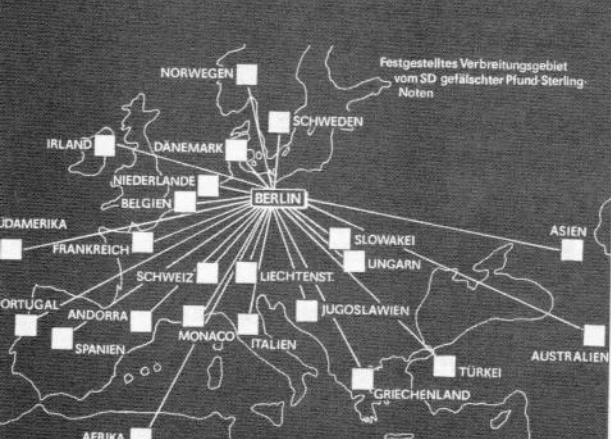 NORWEGEN
Festgestelltes Verbreitungsgebiet
vom SD gefälschter Pfund-Sterling-
Noten
SCHWEDEN
IRLAND
DÄNEMARK
NIEDERLANDE
BELGIEN
BERLIN
ÜDAMERIKA
FRANKREICH
SLOWAKEI
ASIEN
UNGARN
SCHWEIZ
LIECHTENST.
ORTUGAL
ANDORRA
JUGOSLAWIEN
MONACO
ITALIEN
SPANIEN
AUSTRALIEN
TÜRKEI
GRIECHENLAND
AFRIKA